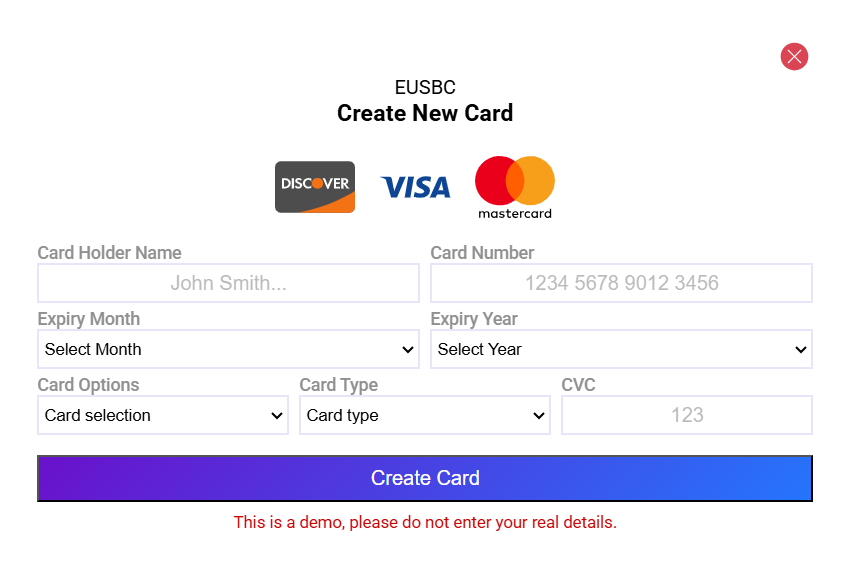 EUSBC
Create New Card
DISCOVER VISA
mastercard
Card Holder Name Card Number
John Smith... 1234 5678 9012 3456
Expiry Month Expiry Year
Select Month Select Year
Card Options Card Type CVC
Card selection Card type 123
Create Card
This is a demo, please do not enter your real details.